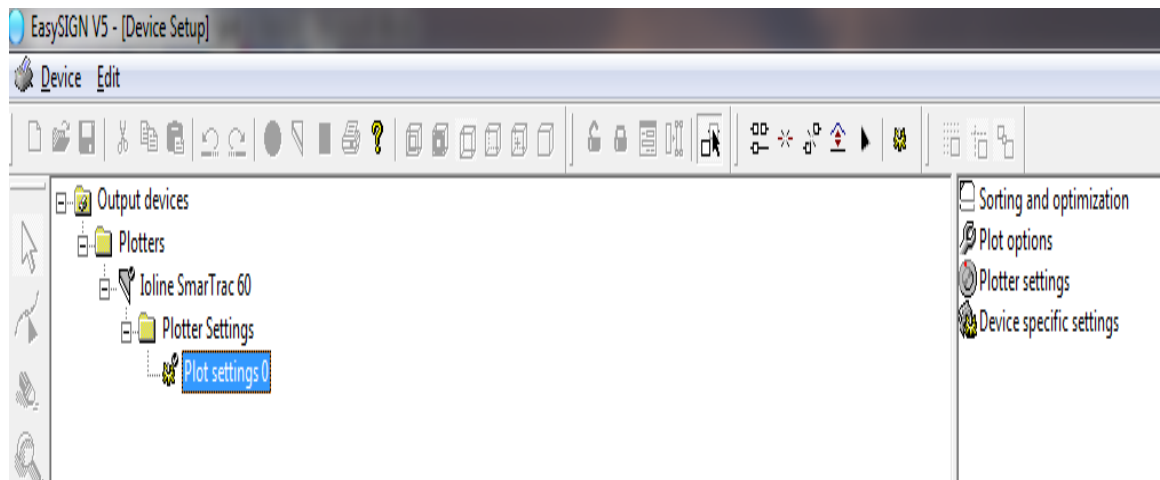 EasySIGN V5 - [Device Setup]
Device Edit
Output devices
Plotters
Ioline SmarTrac 60
Plotter Settings
Plot settings 0
Sorting and optimization
Plot options
Plotter settings
Device specific settings